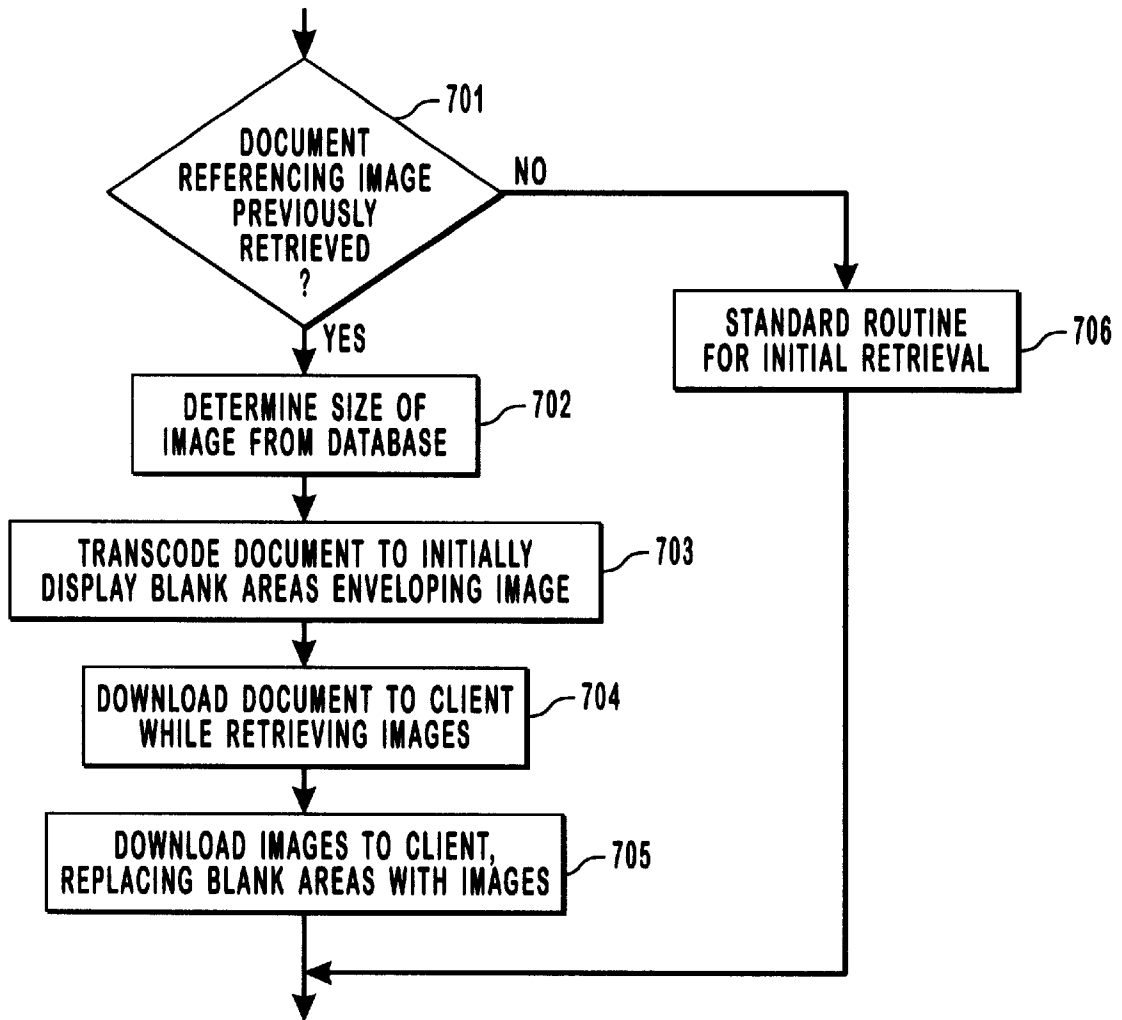 701
DOCUMENT
REFERENCING IMAGE
PREVIOUSLY
RETRIEVED
?
NO
YES
STANDARD ROUTINE
FOR INITIAL RETRIEVAL
706
DETERMINE SIZE OF
IMAGE FROM DATABASE
702
TRANSCODE DOCUMENT TO INITIALLY
DISPLAY BLANK AREAS ENVELOPING IMAGE
703
DOWNLOAD DOCUMENT TO CLIENT
WHILE RETRIEVING IMAGES
704
DOWNLOAD IMAGES TO CLIENT,
REPLACING BLANK AREAS WITH IMAGES
705